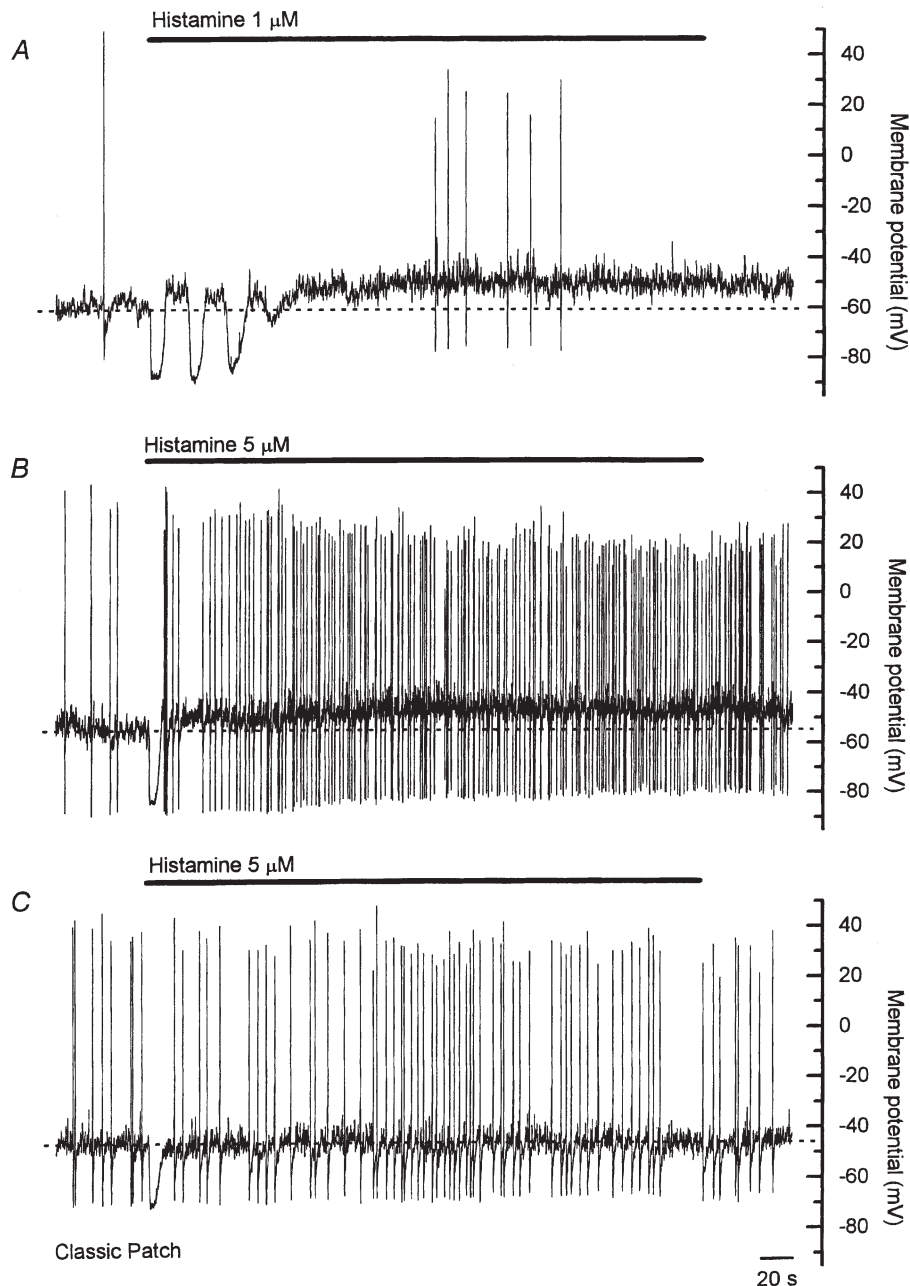 Histamine 1 μM
A
40
20
0
-20
-40
-60
-80
Membrane potential (mV)
Histamine 5 μM
B
40
20
0
-20
-40
-60
-80
Membrane potential (mV)
Histamine 5 μM
C
40
20
0
-20
-40
-60
-80
Membrane potential (mV)
Classic Patch
20 s